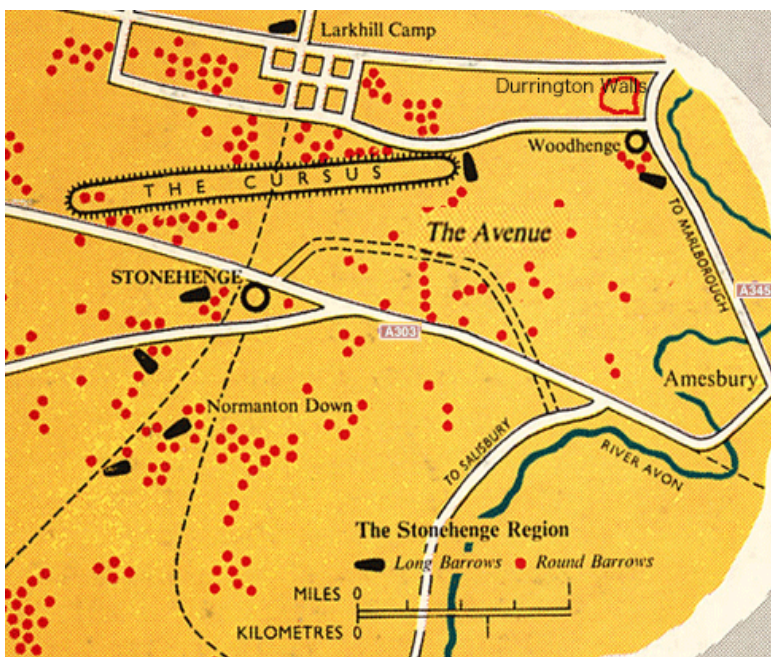 Larkhill Camp
Durrington Walls
Woodhenge
THE CURSUS
TO MARLBOROUGH
The Avenue
STONEHENGE
A345
A303
Amesbury
Normanton Down
TO SALISBURY
RIVER AVON
The Stonehenge Region
Long Barrows Round Barrows
MILES 0
KILOMETRES 0